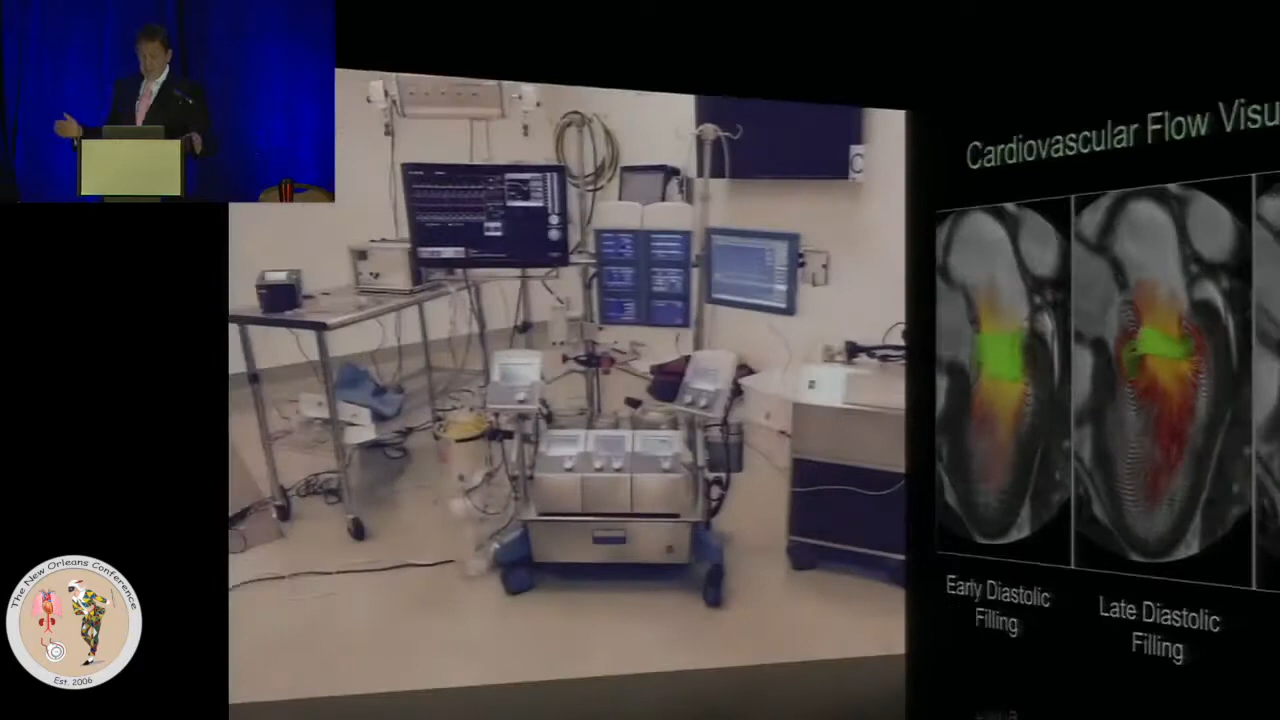 Cardiovascular Flow Visu
Early Diastolic
Filling
Late Diastolic
Filling
The New Orleans Conference
Est. 2006